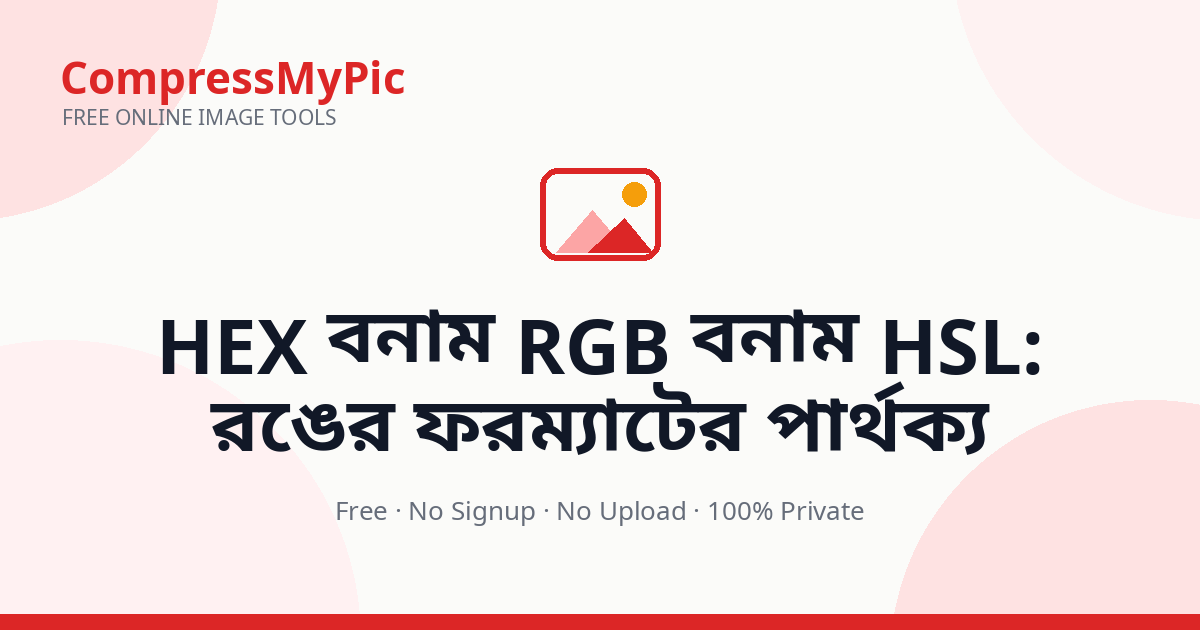 CompressMyPic
FREE ONLINE IMAGE TOOLS
HEX বনাম RGB বনাম HSL:
রঙের ফরম্যাটের পার্থক্য
Free · No Signup · No Upload · 100% Private